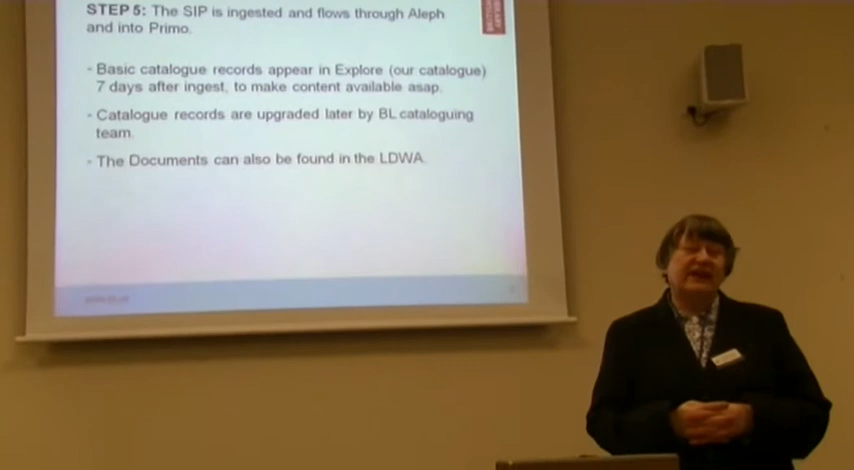 STEP 5: The SIP is ingested and flows through Aleph
and into Primo.
- Basic catalogue records appear in Explore (our catalogue)
7 days after ingest, to make content available asap.
- Catalogue records are upgraded later by BL cataloguing
team.
- The Documents can also be found in the LDWA.
LIBRARY